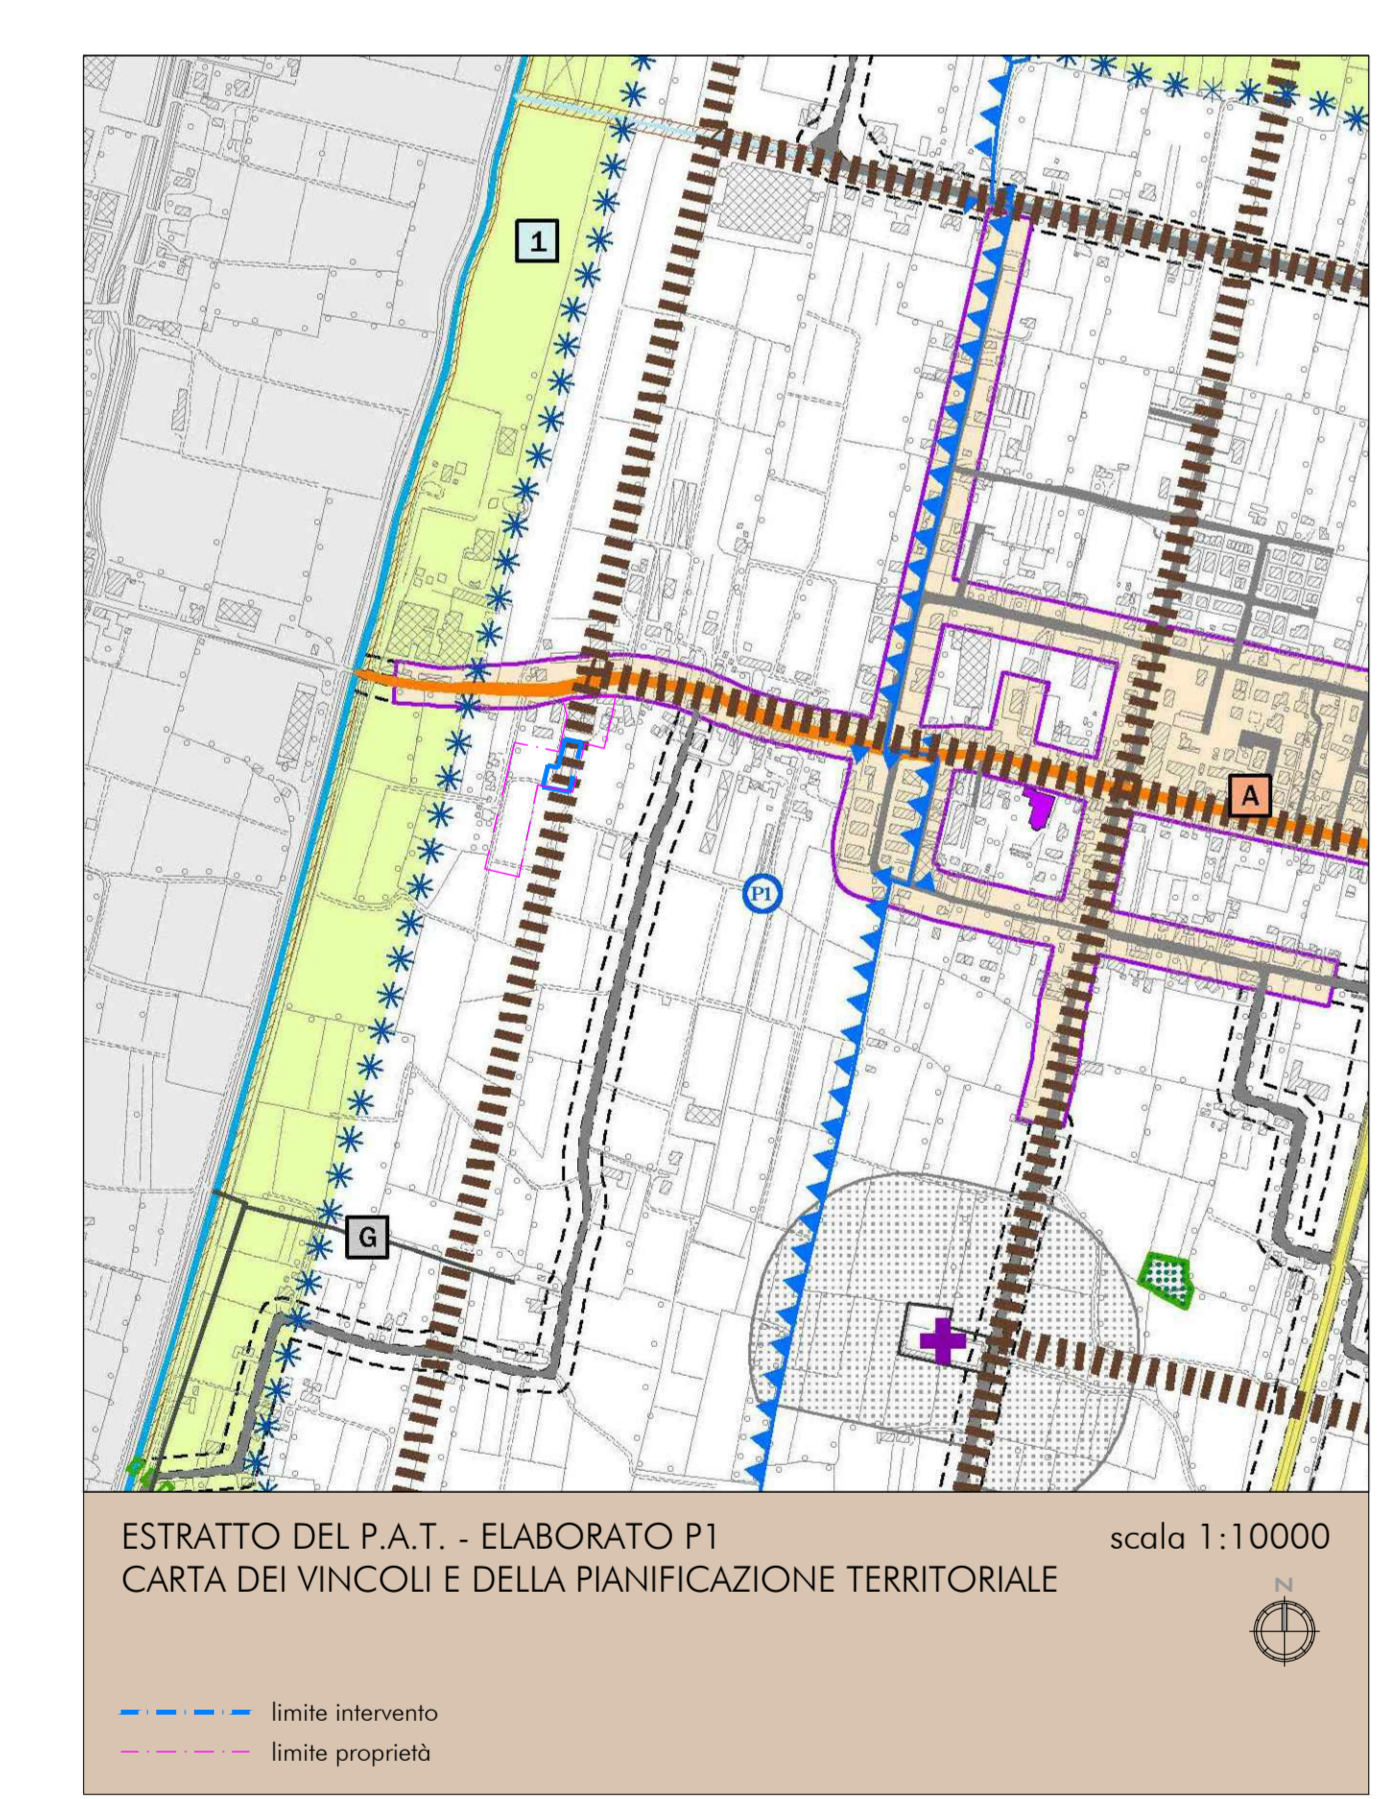 1
A
P1
G
ESTRATTO DEL P.A.T. - ELABORATO P1 scala 1:10000
CARTA DEI VINCOLI E DELLA PIANIFICAZIONE TERRITORIALE
N
limite intervento
limite proprietà